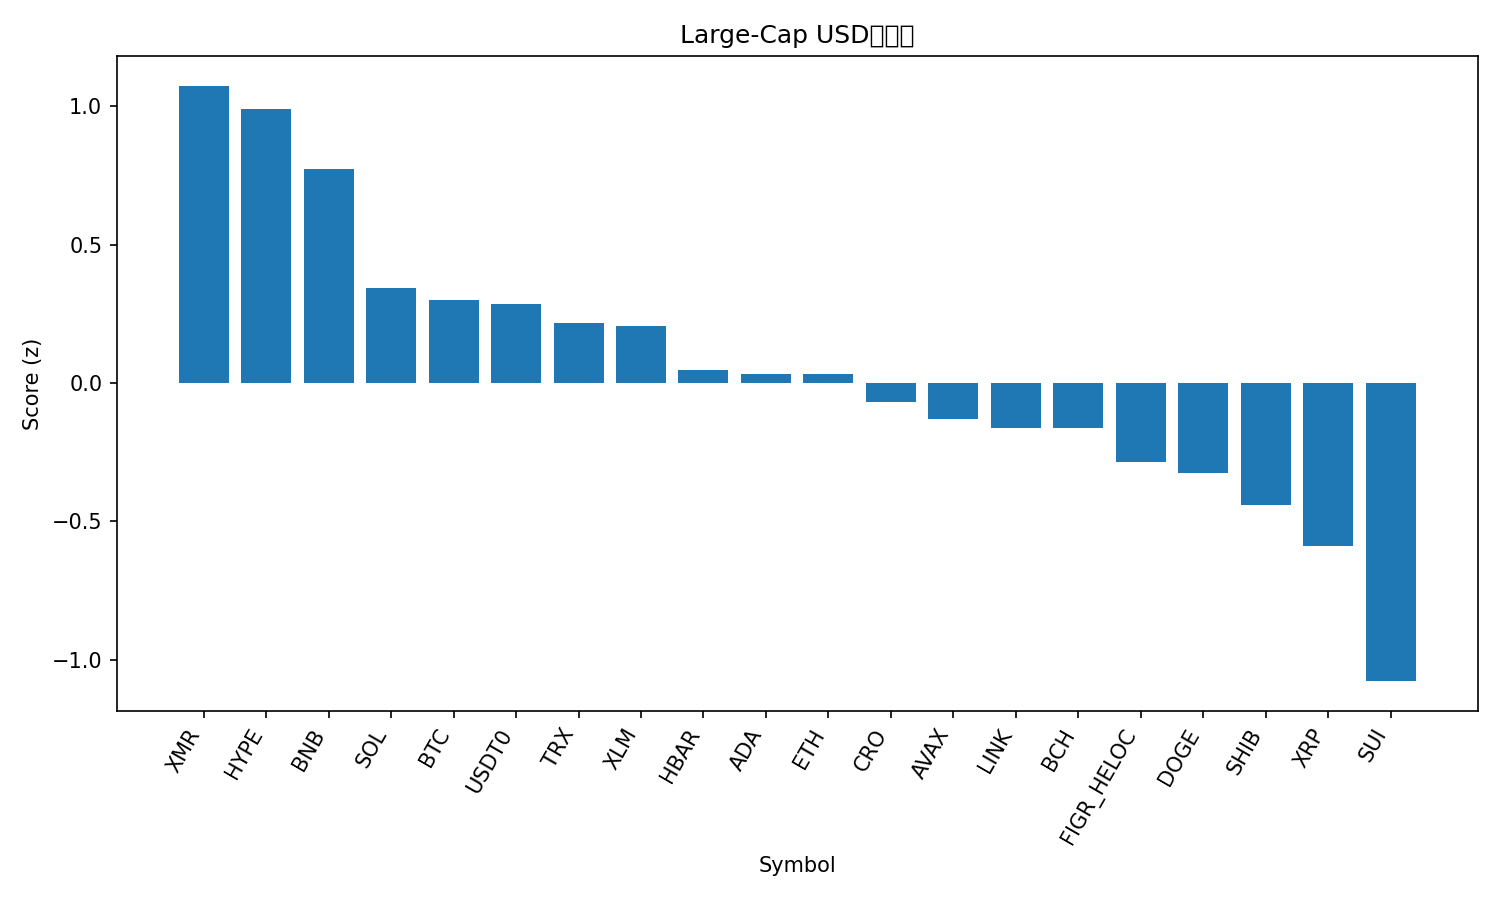 Large-Cap USD
Score (z)
1.0
0.5
0.0
−0.5
−1.0
XMR
HYPE
BNB
SOL
BTC
USDT0
TRX
XLM
HBAR
ADA
ETH
CRO
AVAX
LINK
BCH
FIGR_HELOC
DOGE
SHIB
XRP
SUI
Symbol